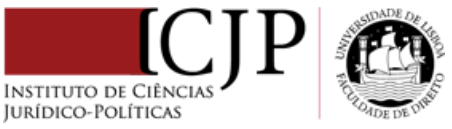 ICJP
INSTITUTO DE CIÊNCIAS
JURÍDICO-POLÍTICAS
UNIVERSIDADE DE LISBOA
FACULDADE DE DIREITO